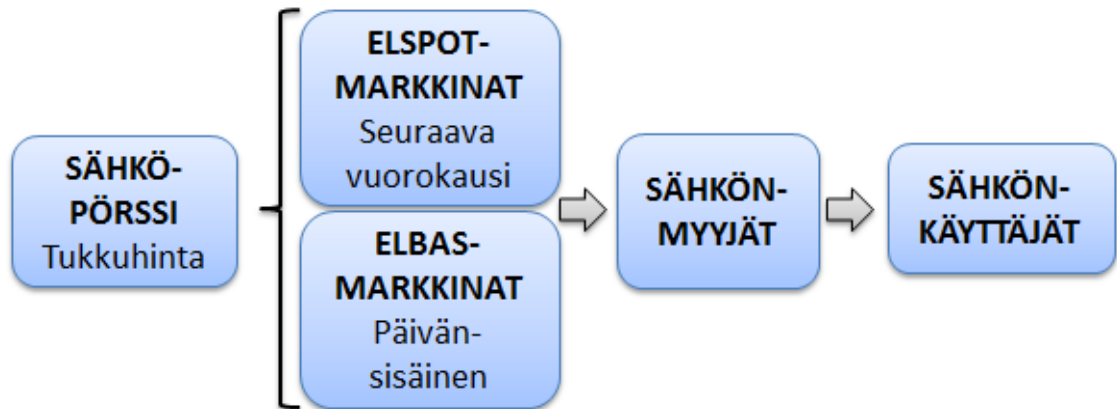 SÄHKÖ-
PÖRSSI
Tukkuhinta
ELSPOT-
MARKKINAT
Seuraava
vuorokausi
ELBAS-
MARKKINAT
Päivän-
sisäinen
SÄHKÖN-
MYYJÄT
SÄHKÖN-
KÄYTTÄJÄT